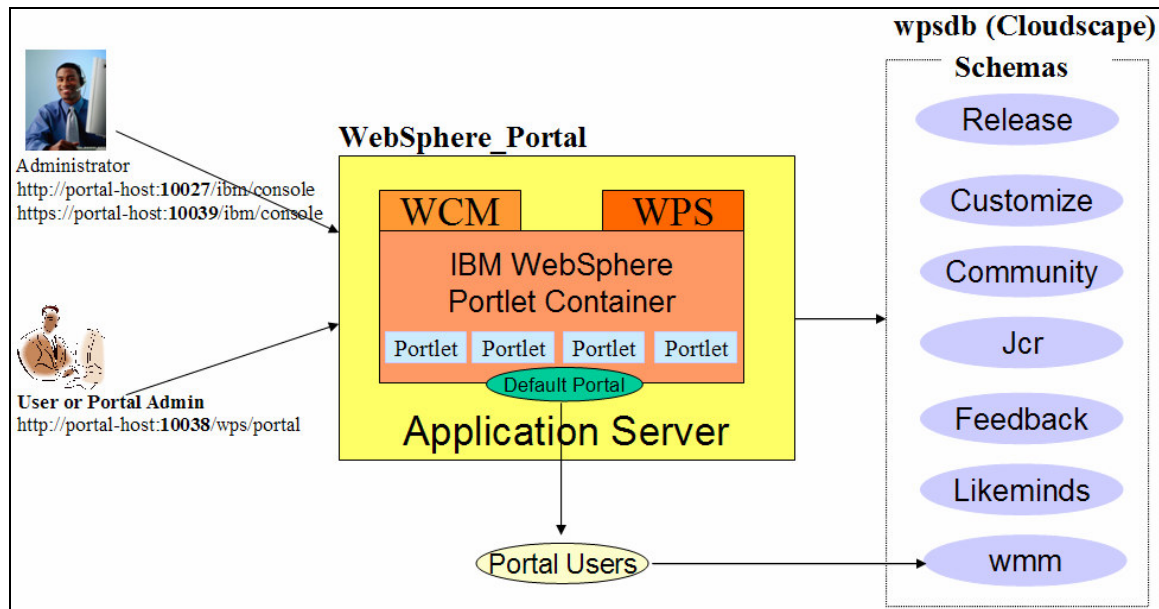 wpsdb (Cloudscape)
Schemas
Release
Customize
Community
Jcr
Feedback
Likeminds
wmm
Administrator
http://portal-host:10027/ibm/console
https://portal-host:10039/ibm/console
User or Portal Admin
http://portal-host:10038/wps/portal
WebSphere_Portal
WCM
WPS
IBM WebSphere
Portlet Container
Portlet
Portlet
Portlet
Portlet
Default Portal
Application Server
Portal Users